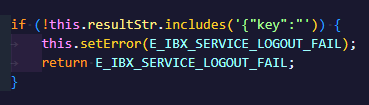 if (!this.resultStr.includes('{"key":"')) {
    this.setError(E_IBX_SERVICE_LOGOUT_FAIL);
    return E_IBX_SERVICE_LOGOUT_FAIL;
}